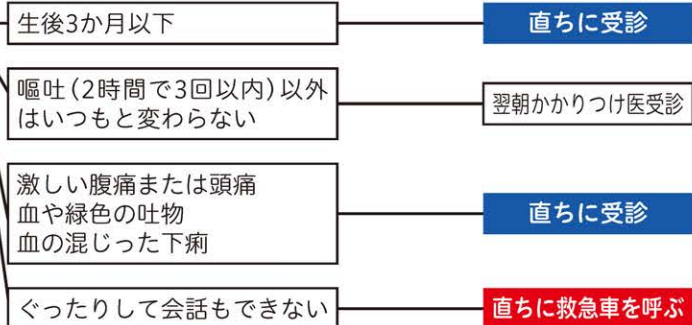 生後3か月以下
直ちに受診
嘔吐(2時間で3回以内)以外
はいつもと変わらない
翌朝かかりつけ医受診
激しい腹痛または頭痛
血や緑色の吐物
血の混じった下痢
直ちに受診
ぐったりして会話もできない
直ちに救急車を呼ぶ